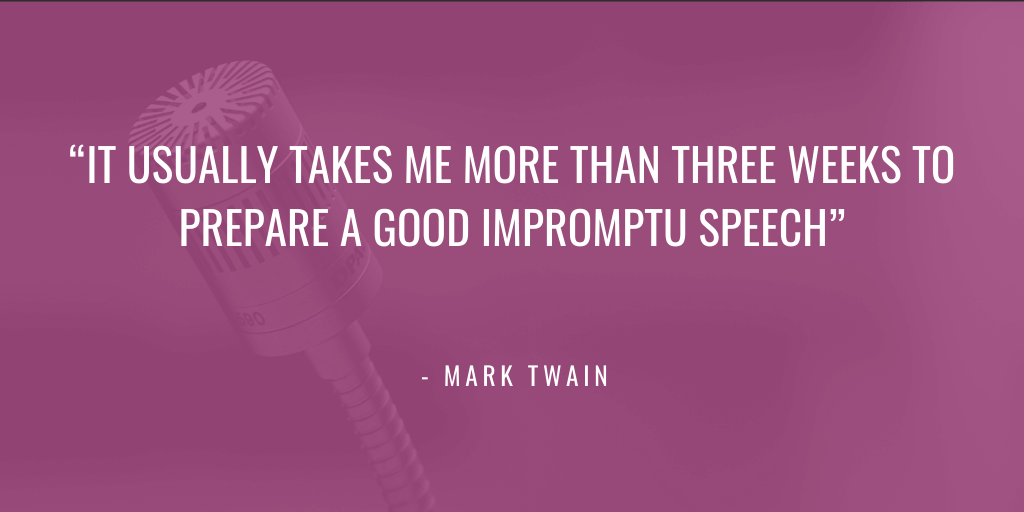 “IT USUALLY TAKES ME MORE THAN THREE WEEKS TO
PREPARE A GOOD IMPROMPTU SPEECH”
- MARK TWAIN